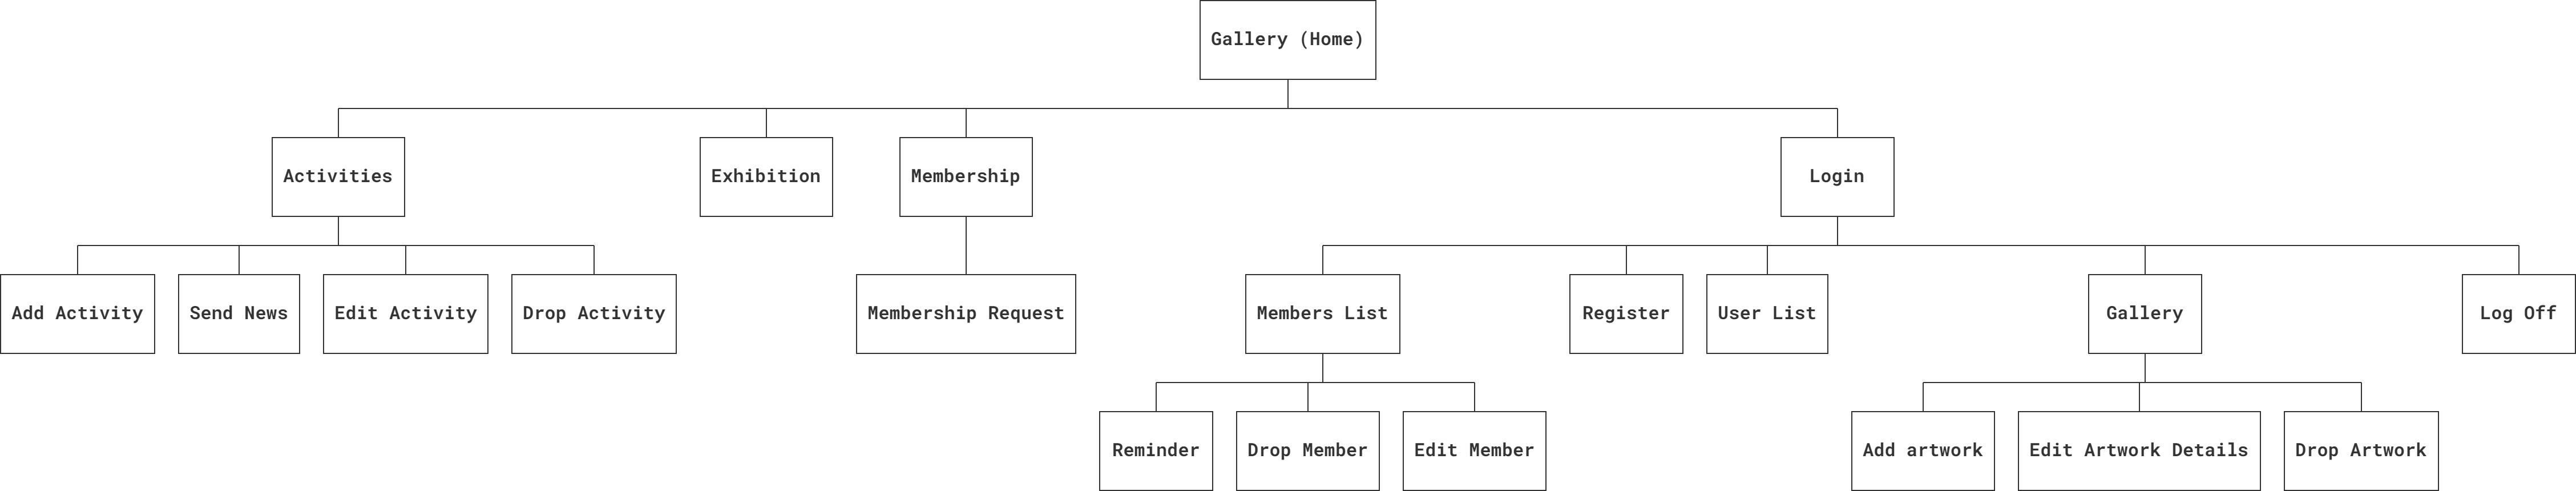 Gallery (Home)
Activities
Exhibition
Membership
Login
Add Activity
Send News
Edit Activity
Drop Activity
Membership Request
Members List
Register
User List
Gallery
Log Off
Reminder
Drop Member
Edit Member
Add artwork
Edit Artwork Details
Drop Artwork